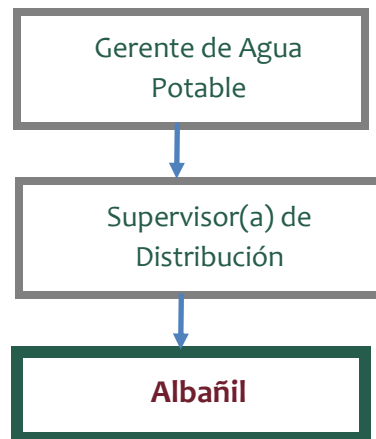 Gerente de Agua
Potable
Supervisor(a) de
Distribución
Albañil